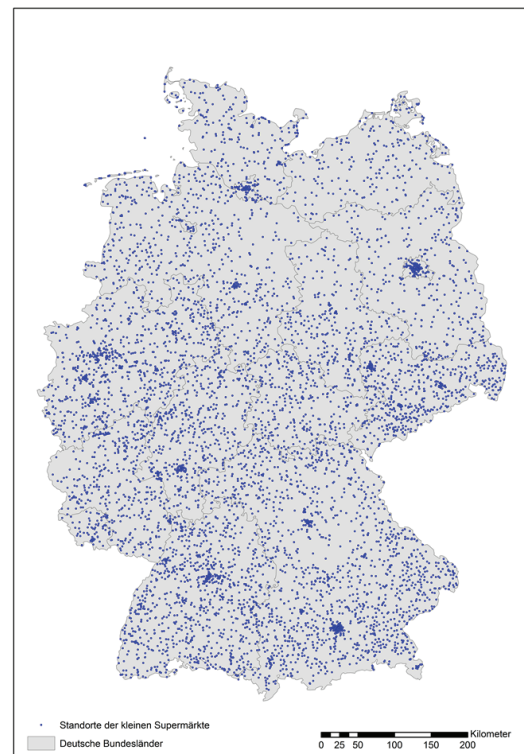 Standorte der kleinen Supermärkte
Deutsche Bundesländer
Kilometer
0 25 50 100 150 200